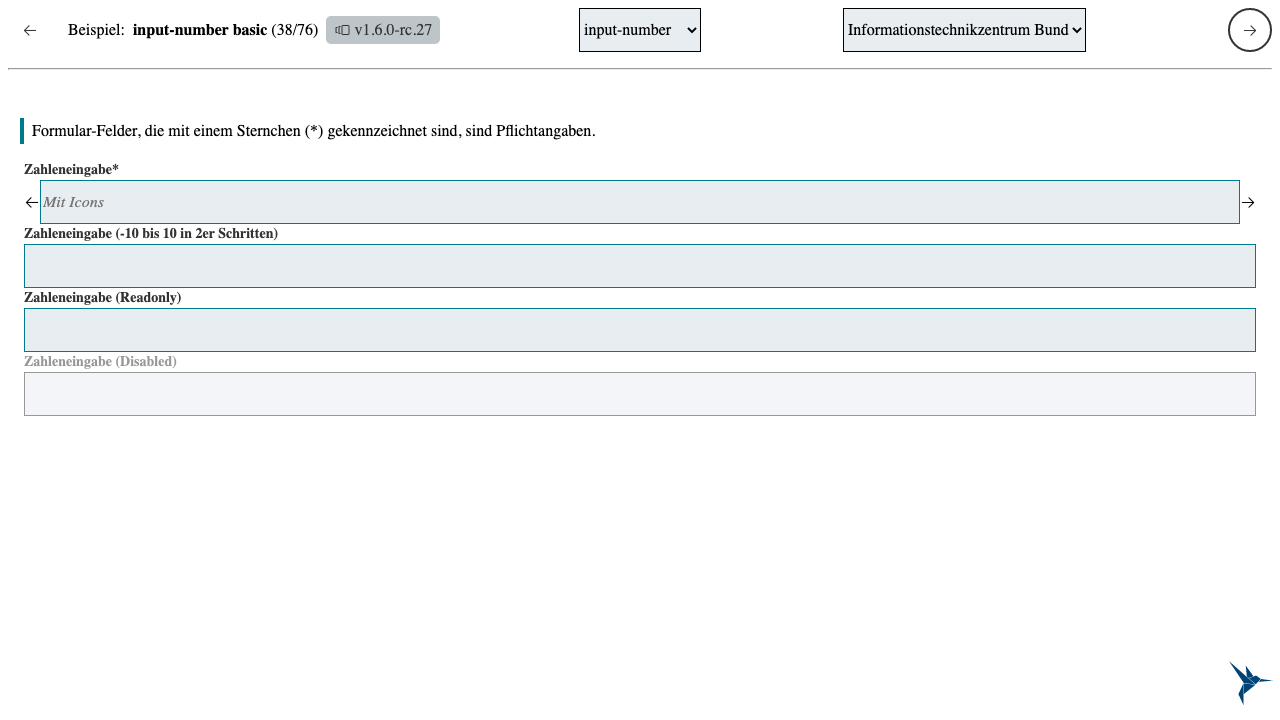 Beispiel: input-number basic (38/76) v1.6.0-rc.27 input-number Informationstechnikzentrum Bund
Formular-Felder, die mit einem Sternchen (*) gekennzeichnet sind, sind Pflichtangaben.
Zahleneingabe*
Mit Icons
Zahleneingabe (-10 bis 10 in 2er Schritten)
Zahleneingabe (Readonly)
Zahleneingabe (Disabled)